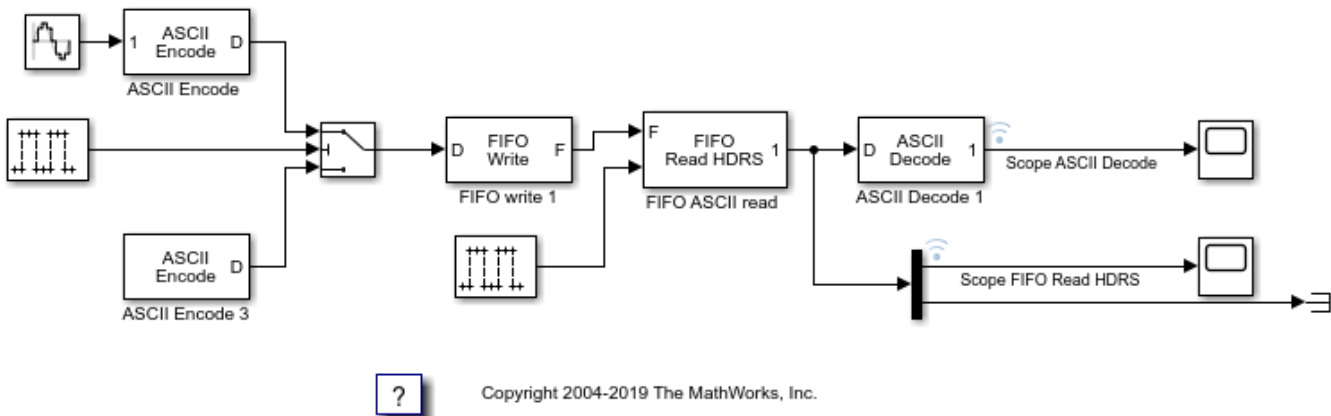 1
ASCII
Encode
D
ASCII Encode
D
FIFO
Write
F
FIFO write 1
F
FIFO
Read HDRS
1
FIFO ASCII read
D
ASCII
Decode
1
ASCII Decode 1
Scope ASCII Decode
ASCII
Encode
D
ASCII Encode 3
Scope FIFO Read HDRS
?
Copyright 2004-2019 The MathWorks, Inc.